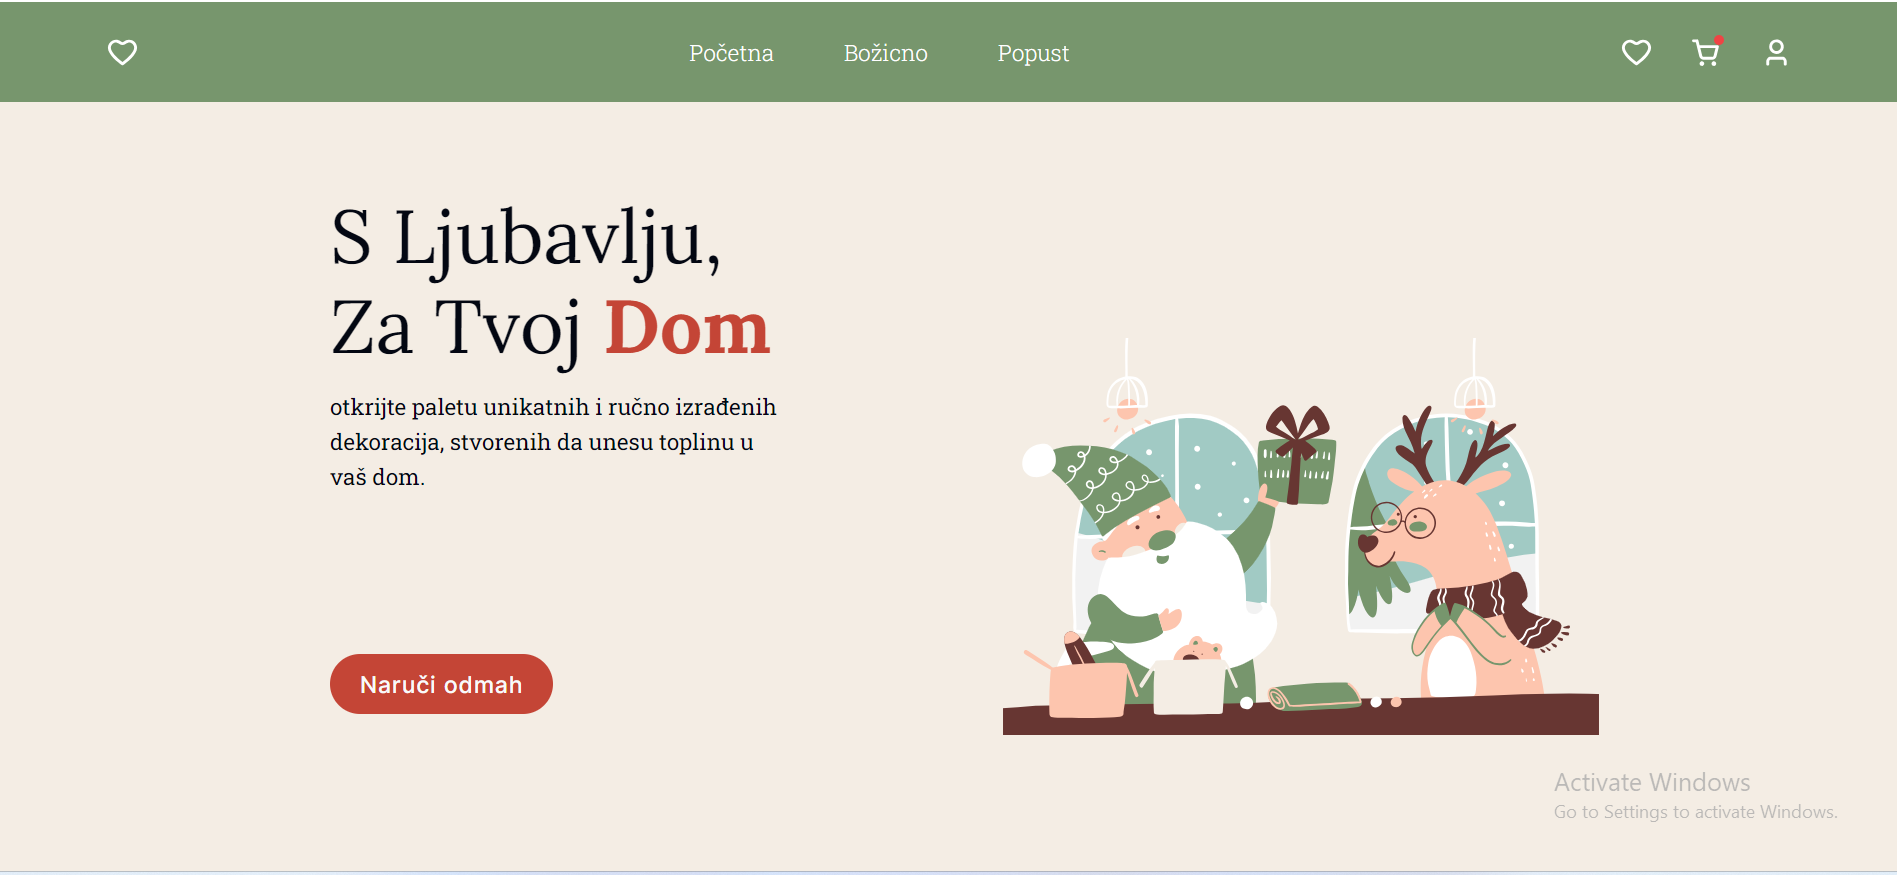 Početna Božicno Popust
S Ljubavlju,
Za Tvoj Dom
otkrijte paletu unikatnih i ručno izrađenih
dekoracija, stvorenih da unesu toplinu u
vaš dom.
Naruči odmah
Activate Windows
Go to Settings to activate Windows.